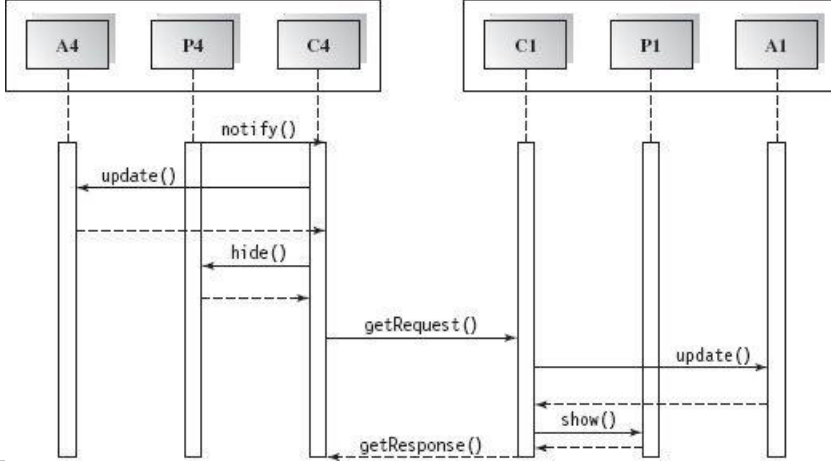 A4 P4 C4 C1 P1 A1
notify()
update()
hide()
getRequest()
update()
show()
getResponse()